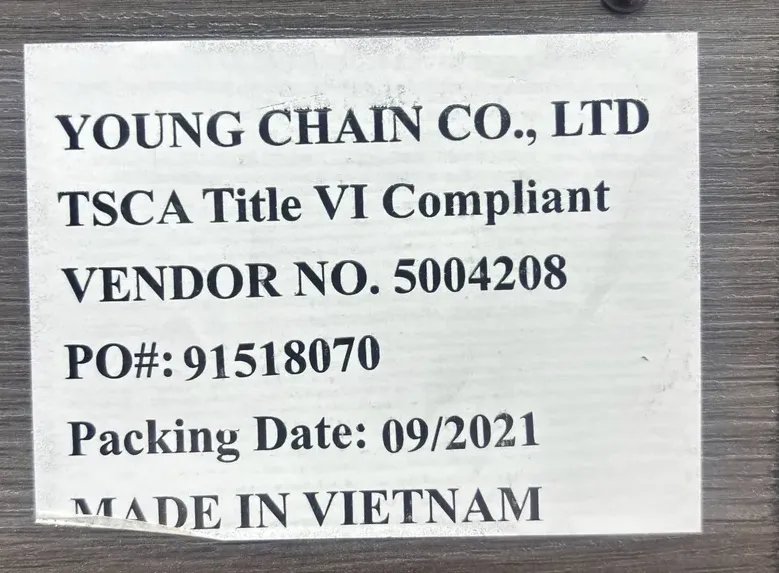 YOUNG CHAIN CO., LTD
TSCA Title VI Compliant
VENDOR NO. 5004208
PO#: 91518070
Packing Date: 09/2021
MADE IN VIETNAM